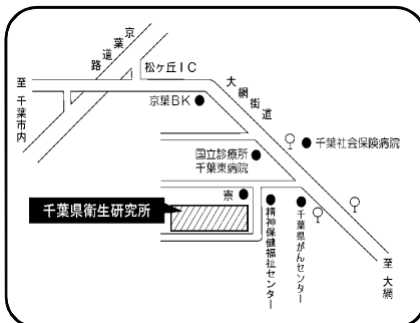 京葉道路
松ヶ丘IC
大網街道
至 千葉市内
京葉BK
千葉社会保険病院
国立診療所
千葉東病院
寮
千葉県衛生研究所
精神保健福祉センター
千葉県がんセンター
至 大網